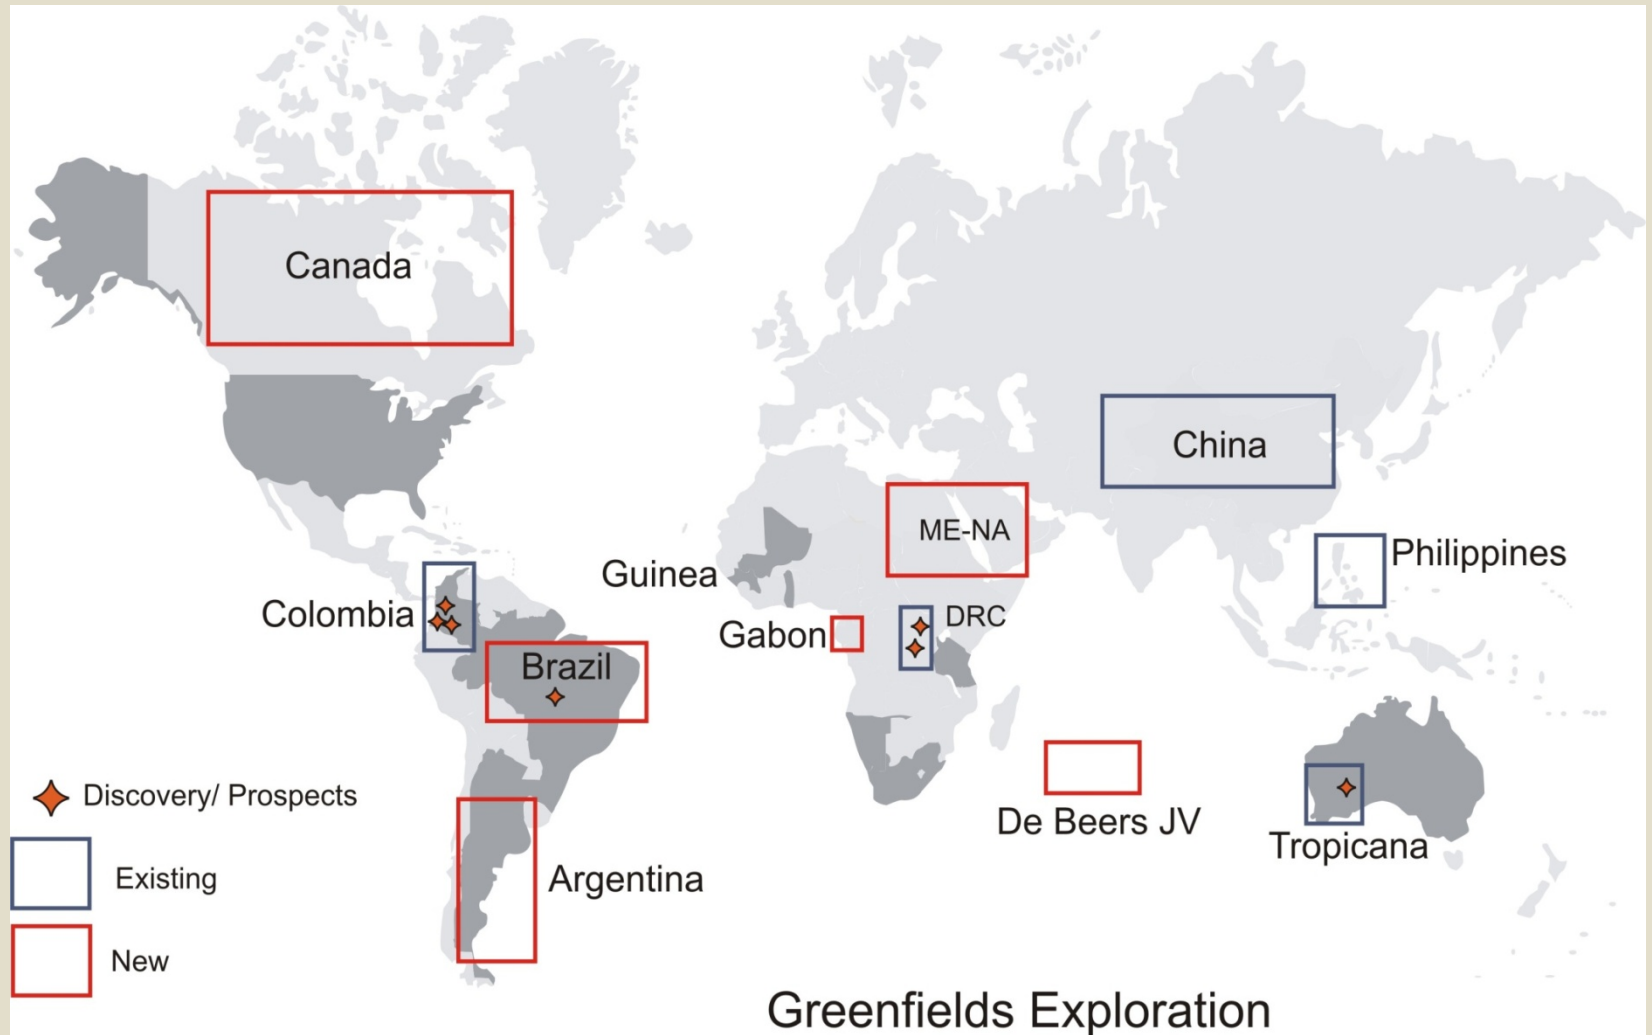 Canada
China
ME-NA
Philippines
Guinea
Colombia
DRC
Gabon
Brazil
Discovery/ Prospects
De Beers JV
Tropicana
Existing
Argentina
New
Greenfields Exploration